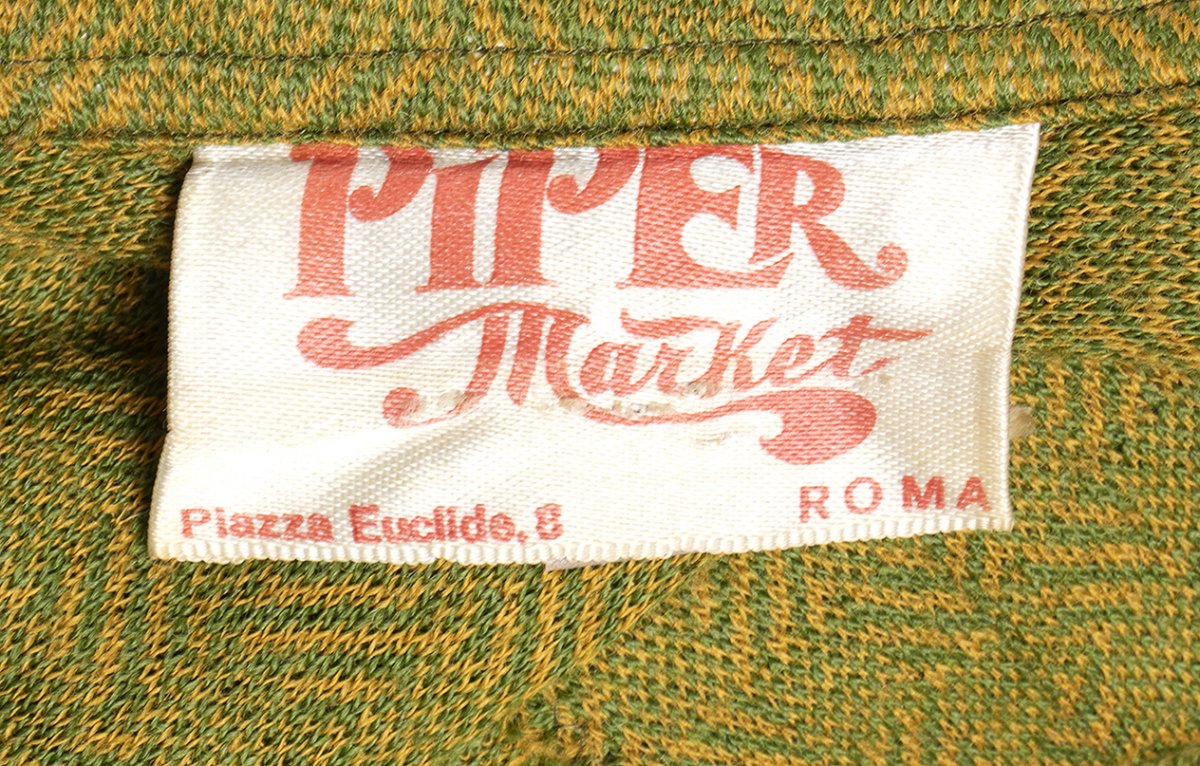 PIPER
Market
Piazza Euclide, 8
ROMA